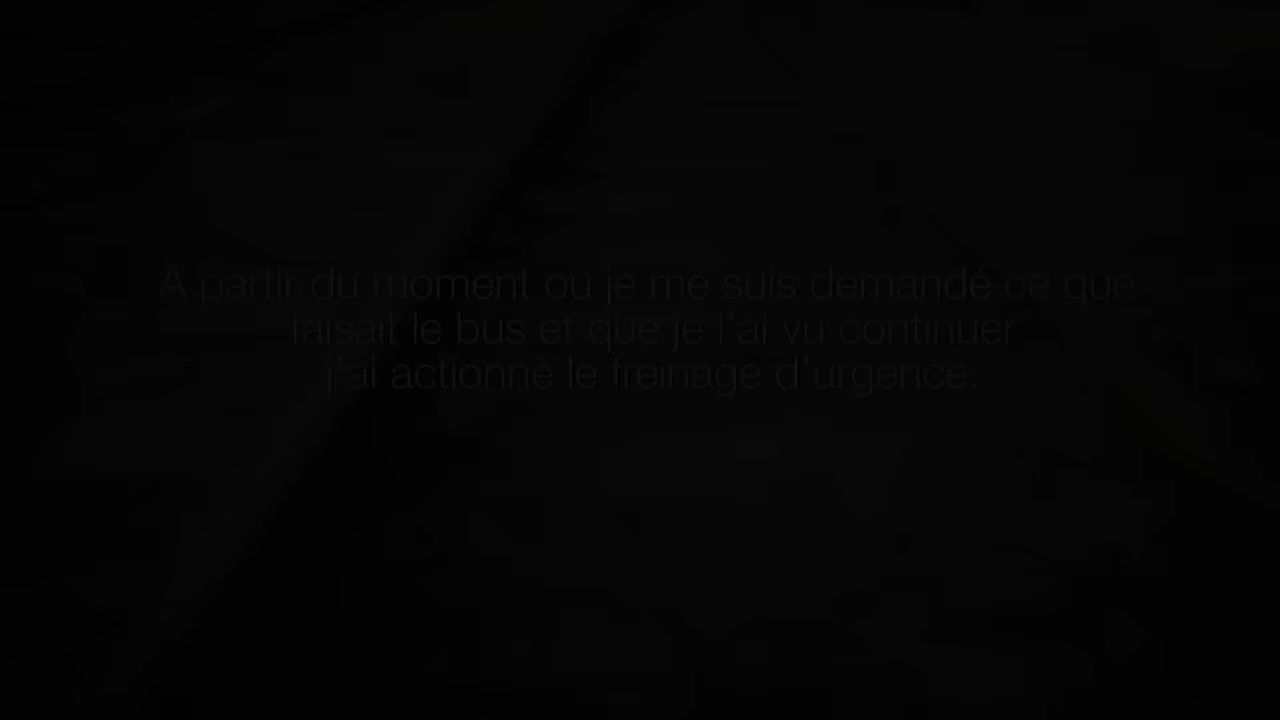 A partir du moment ou je me suis demandé ce que
faisait le bus et que je l'ai vu continuer
j'ai actionné le freinage d'urgence.